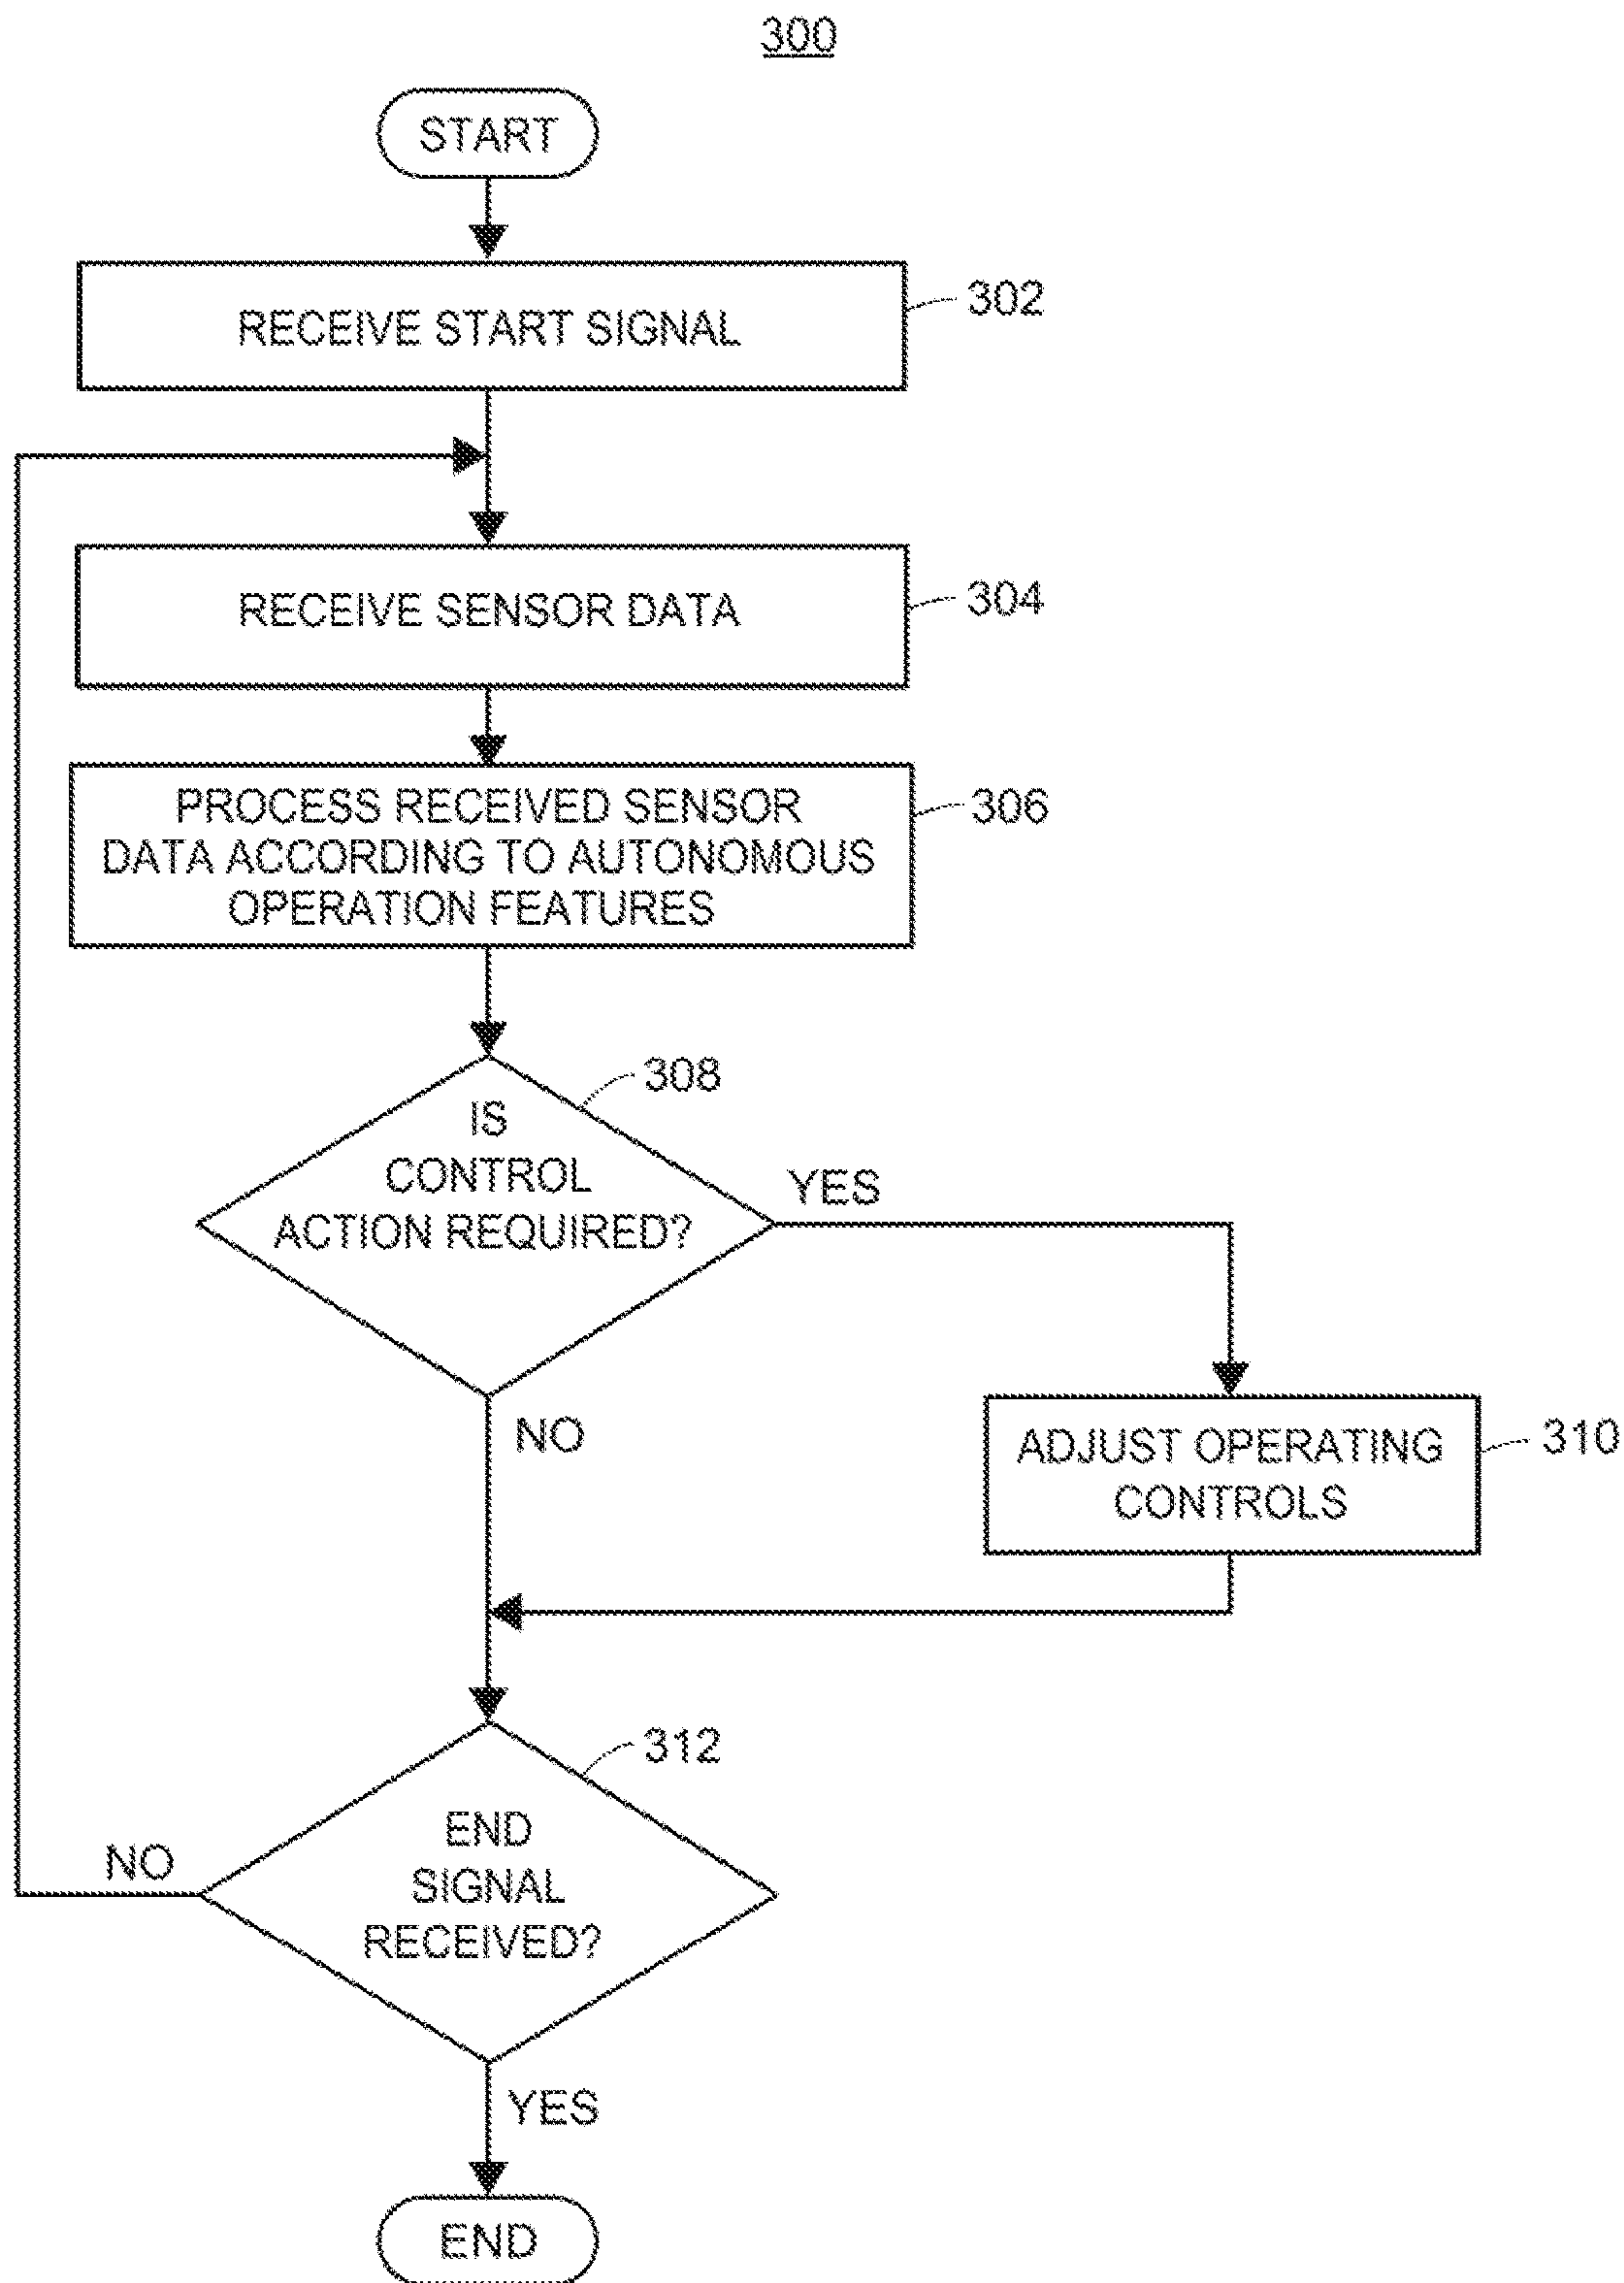 300
START
RECEIVE START SIGNAL
302
RECEIVE SENSOR DATA
304
PROCESS RECEIVED SENSOR
DATA ACCORDING TO AUTONOMOUS
OPERATION FEATURES
306
308
IS
CONTROL
ACTION REQUIRED?
YES
NO
ADJUST OPERATING
CONTROLS
310
312
END
SIGNAL
RECEIVED?
NO
YES
END